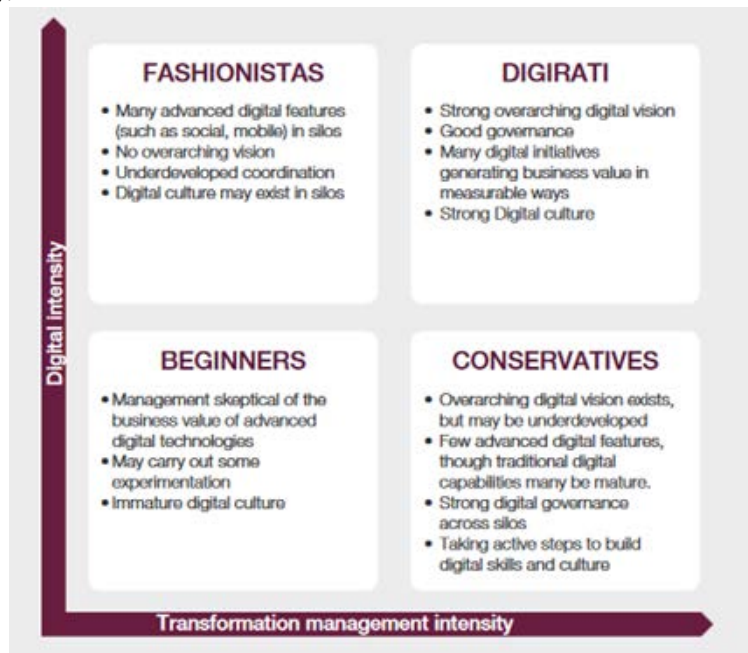 FASHIONISTAS
• Many advanced digital features
(such as social, mobile) in silos
• No overarching vision
• Underdeveloped coordination
• Digital culture may exist in silos
DIGIRATI
• Strong overarching digital vision
• Good governance
• Many digital initiatives
generating business value in
measurable ways
• Strong Digital culture
Digital intensity
BEGINNERS
• Management skeptical of the
business value of advanced
digital technologies
• May carry out some
experimentation
• Immature digital culture
CONSERVATIVES
• Overarching digital vision exists,
but may be underdeveloped
• Few advanced digital features,
though traditional digital
capabilities many be mature.
• Strong digital governance
across silos
• Taking active steps to build
digital skills and culture
Transformation management intensity